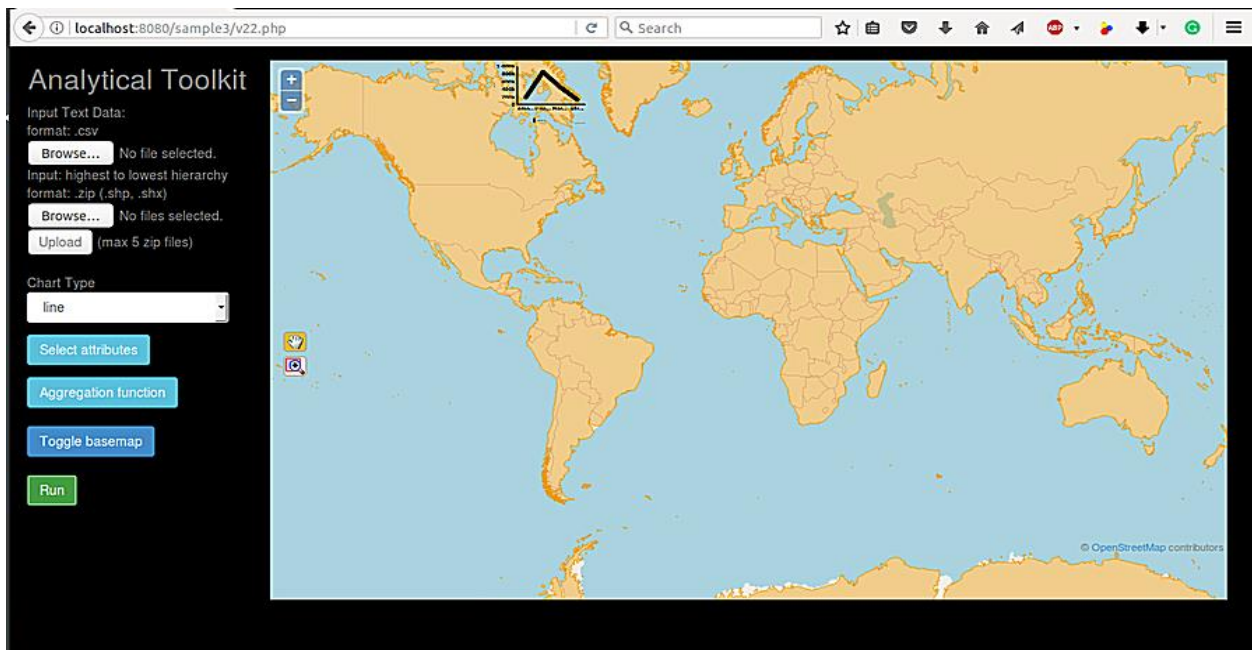 localhost:8080/sample3/v22.php
Search
ABP
Analytical Toolkit
Input Text Data:
format: .csv
Browse... No file selected.
Input: highest to lowest hierarchy
format: .zip (.shp, .shx)
Browse... No files selected.
Upload (max 5 zip files)
Chart Type
line
Select attributes
Aggregation function
Toggle basemap
Run
+
−
© OpenStreetMap contributors